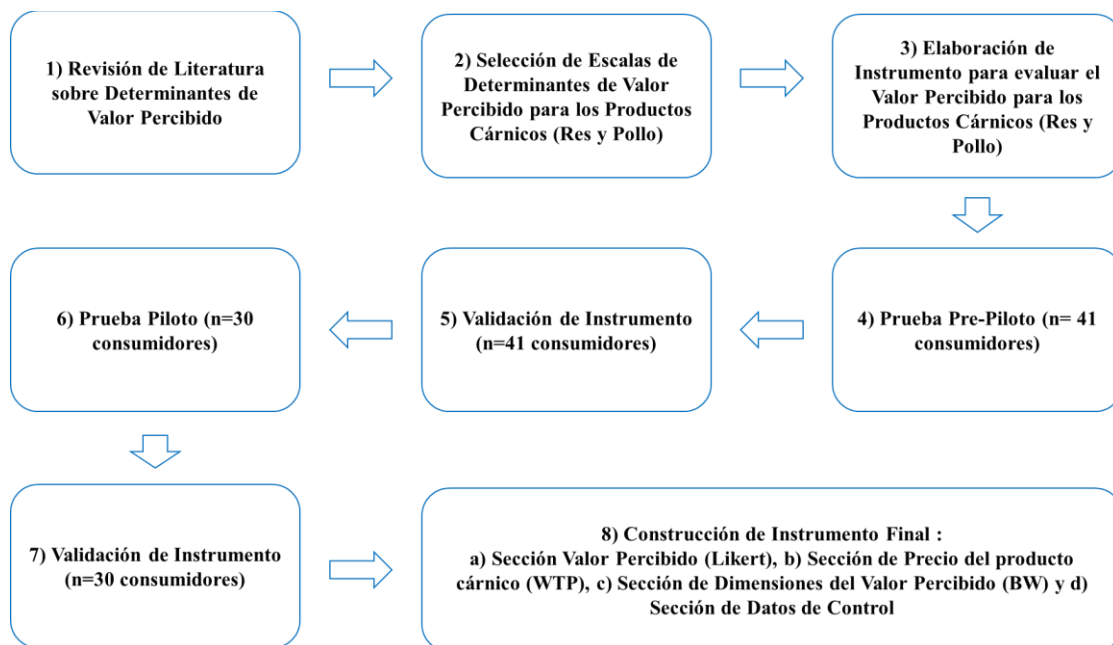 1) Revisión de Literatura
sobre Determinantes de
Valor Percibido
2) Selección de Escalas de
Determinantes de Valor
Percibido para los Productos
Cárnicos (Res y Pollo)
3) Elaboración de
Instrumento para evaluar el
Valor Percibido para los
Productos Cárnicos (Res y
Pollo)
4) Prueba Pre-Piloto (n= 41
consumidores)
5) Validación de Instrumento
(n=41 consumidores)
6) Prueba Piloto (n=30
consumidores)
7) Validación de Instrumento
(n=30 consumidores)
8) Construcción de Instrumento Final :
a) Sección Valor Percibido (Likert), b) Sección de Precio del producto
cárnico (WTP), c) Sección de Dimensiones del Valor Percibido (BW) y d)
Sección de Datos de Control